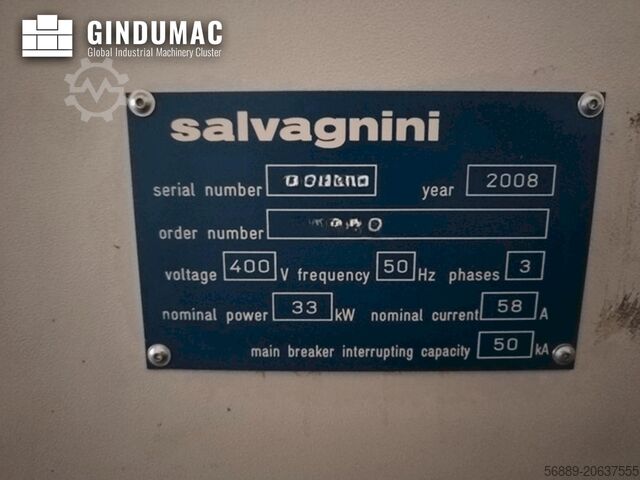 GINDUMAC
Global Industrial Machinery Cluster
salvagnini
serial number year 2008
order number
voltage 400 V frequency 50 Hz phases 3
nominal power 33 kW nominal current 58 A
main breaker interrupting capacity 50 kA
56889-20637555